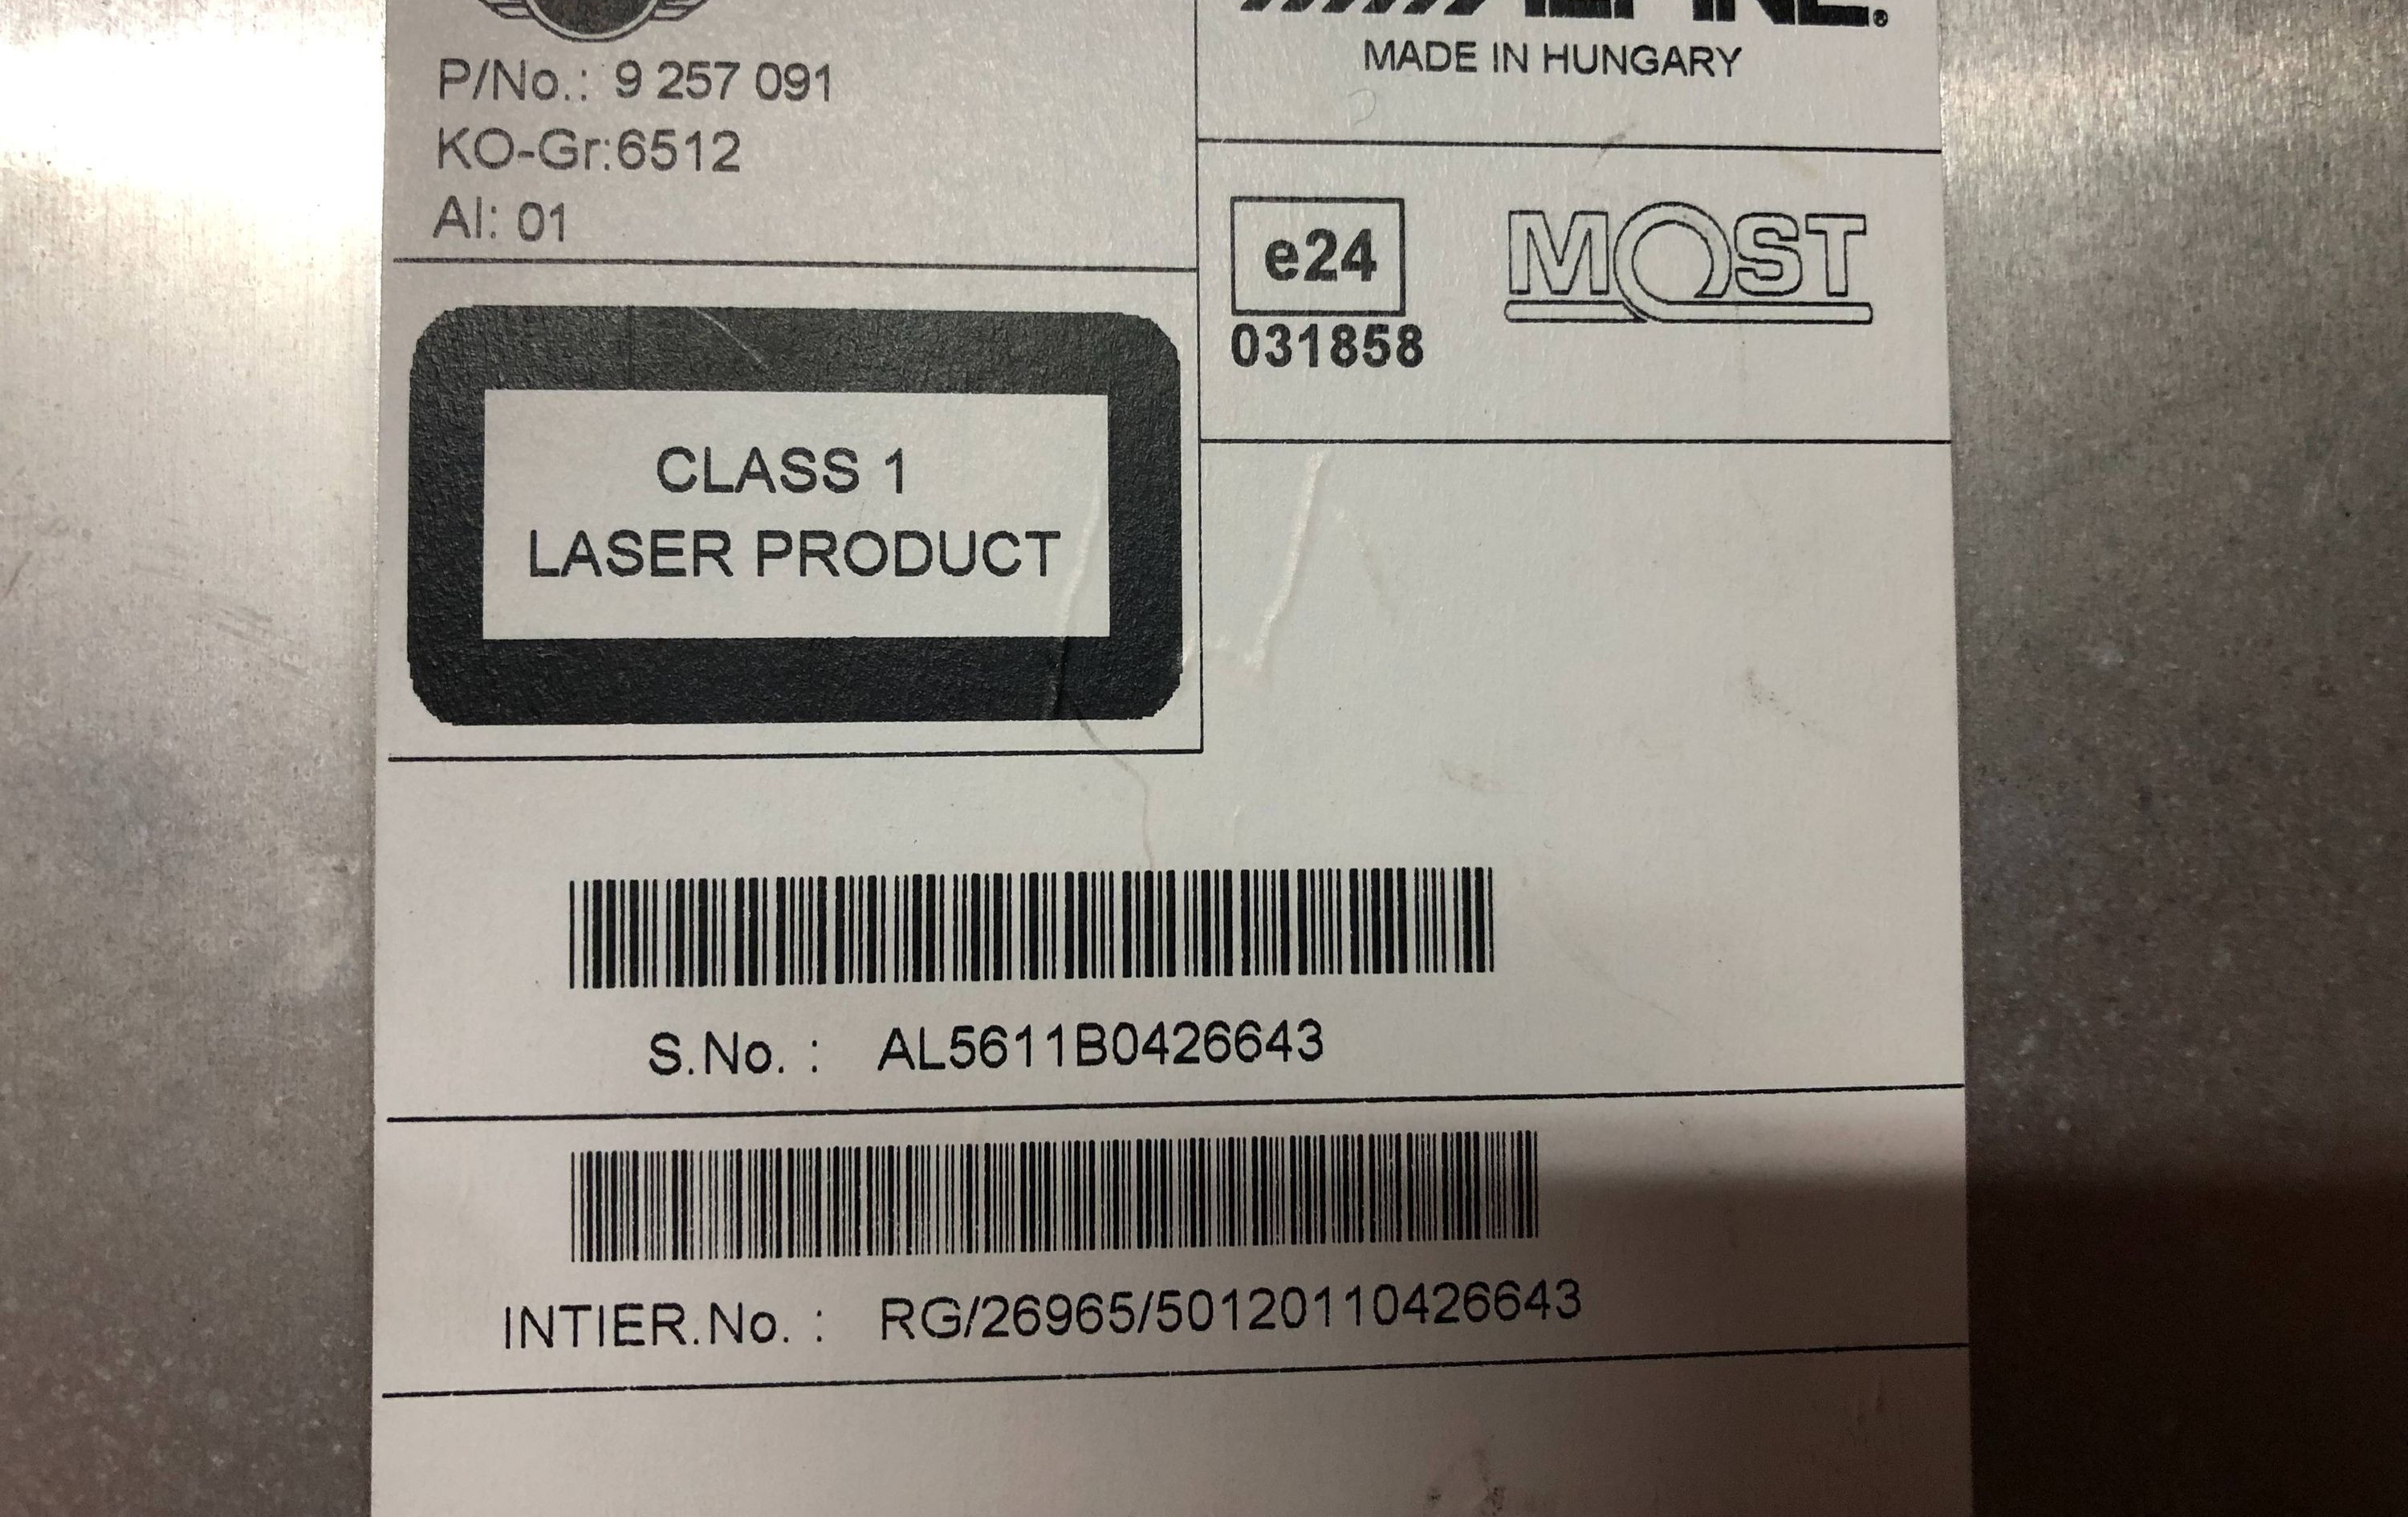 P/No.: 9 257 091
KO-Gr:6512
AI: 01
ALPINE®
MADE IN HUNGARY
e24
031858
MOST
CLASS 1
LASER PRODUCT
S.No. : AL5611B0426643
INTIER.No. : RG/26965/50120110426643